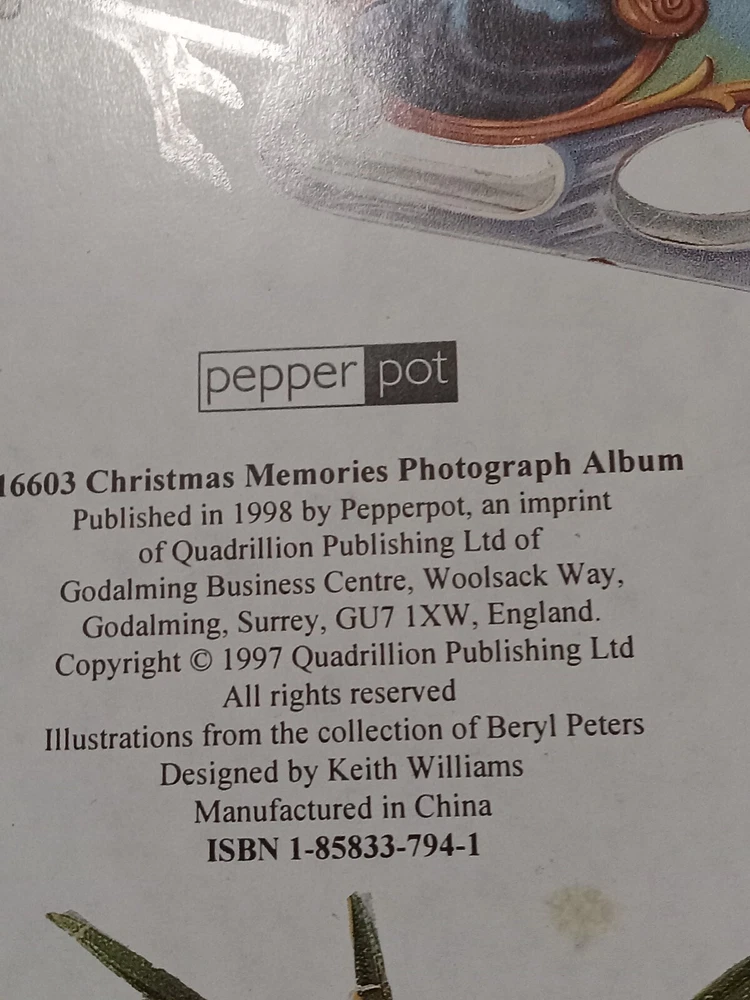 pepper pot
16603 Christmas Memories Photograph Album
Published in 1998 by Pepperpot, an imprint
of Quadrillion Publishing Ltd of
Godalming Business Centre, Woolsack Way,
Godalming, Surrey, GU7 1XW, England.
Copyright © 1997 Quadrillion Publishing Ltd
All rights reserved
Illustrations from the collection of Beryl Peters
Designed by Keith Williams
Manufactured in China
ISBN 1-85833-794-1